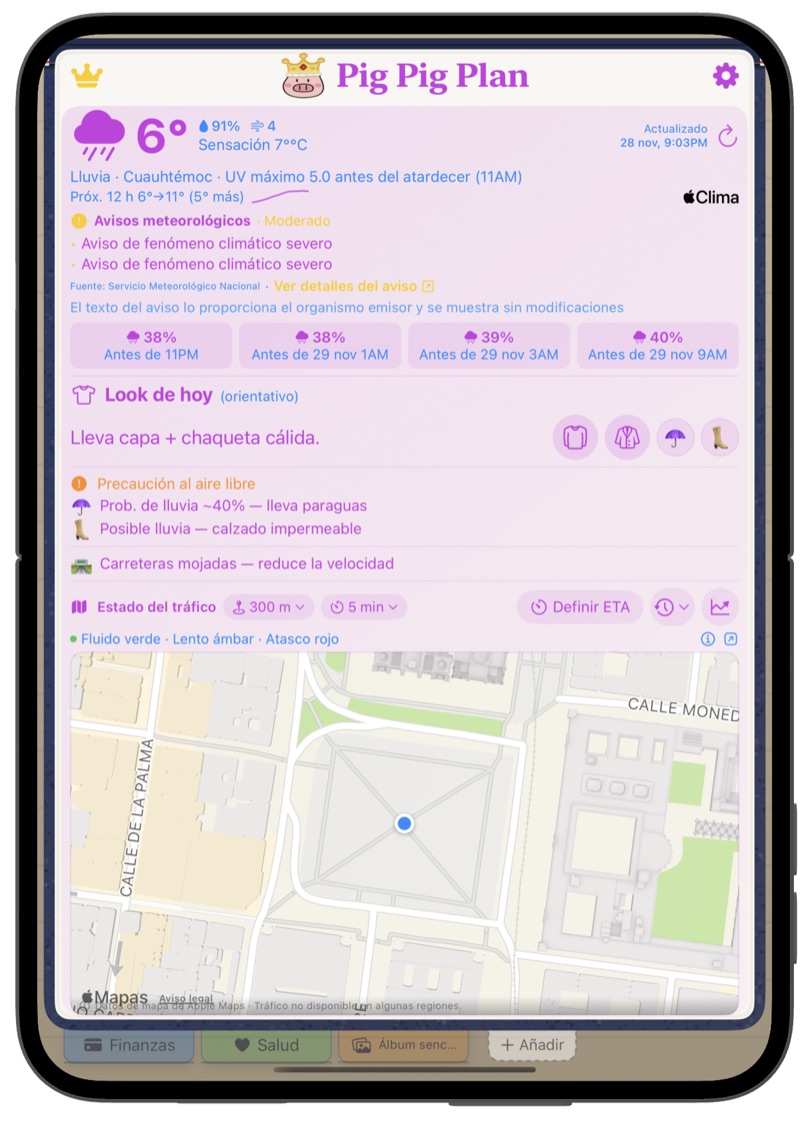 Pig Pig Plan
6°
91% 4
Sensación 7°°C
Actualizado
28 nov, 9:03PM
Lluvia · Cuauhtémoc · UV máximo 5.0 antes del atardecer (11AM)
Próx. 12 h 6°→11° (5° más)
Clima
Avisos meteorológicos · Moderado
· Aviso de fenómeno climático severo
· Aviso de fenómeno climático severo
Fuente: Servicio Meteorológico Nacional · Ver detalles del aviso
El texto del aviso lo proporciona el organismo emisor y se muestra sin modificaciones
38%
Antes de 11PM
38%
Antes de 29 nov 1AM
39%
Antes de 29 nov 3AM
40%
Antes de 29 nov 9AM
Look de hoy (orientativo)
Lleva capa + chaqueta cálida.
Precaución al aire libre
Prob. de lluvia ~40% — lleva paraguas
Posible lluvia — calzado impermeable
Carreteras mojadas — reduce la velocidad
Estado del tráfico 300 m 5 min Definir ETA
Fluido verde · Lento ámbar · Atasco rojo
CALLE MONED
CALLE DE LA PALMA
Mapas Aviso legal
Datos de mapa de Apple Maps · Tráfico no disponible en algunas regiones
Finanzas
Salud
Álbum senc...
+ Añadir